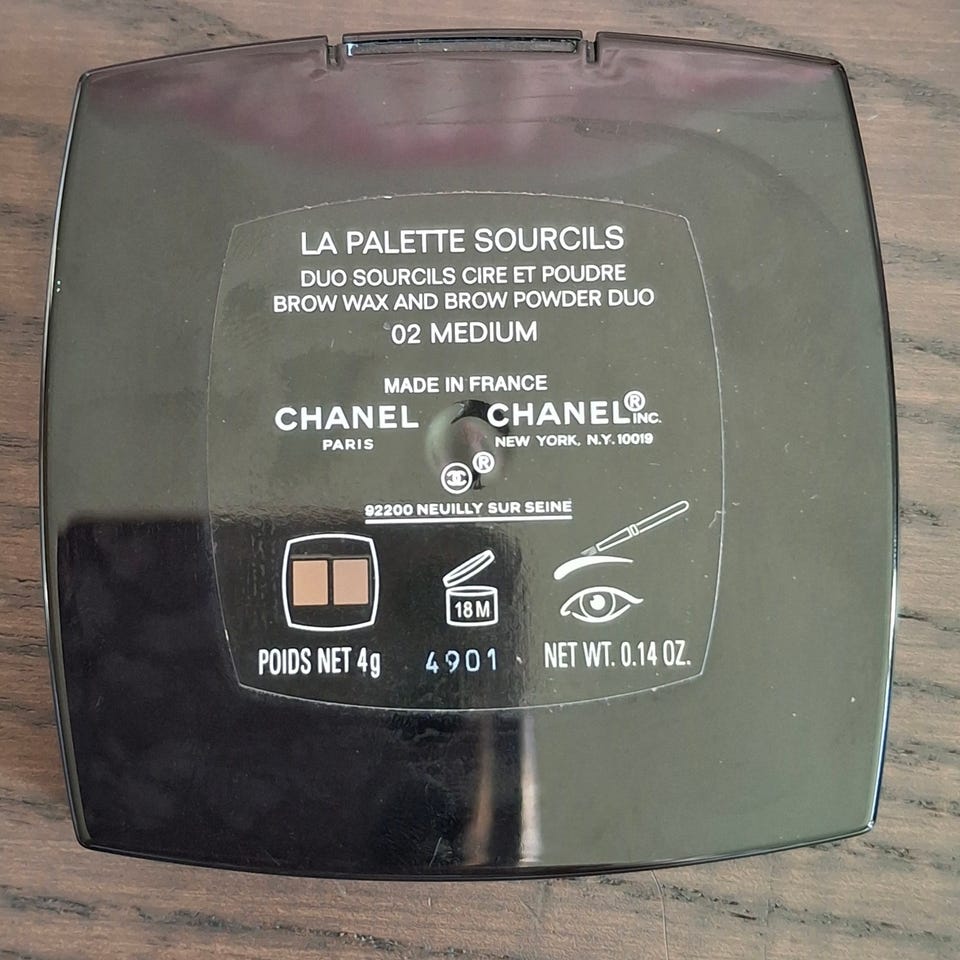 LA PALETTE SOURCILS
DUO SOURCILS CIRE ET POUDRE
BROW WAX AND BROW POWDER DUO
02 MEDIUM
MADE IN FRANCE
CHANEL CHANEL® INC.
PARIS NEW YORK, N.Y. 10019
®
92200 NEUILLY SUR SEINE
18 M
POIDS NET 4g 4901 NET WT. 0.14 OZ.